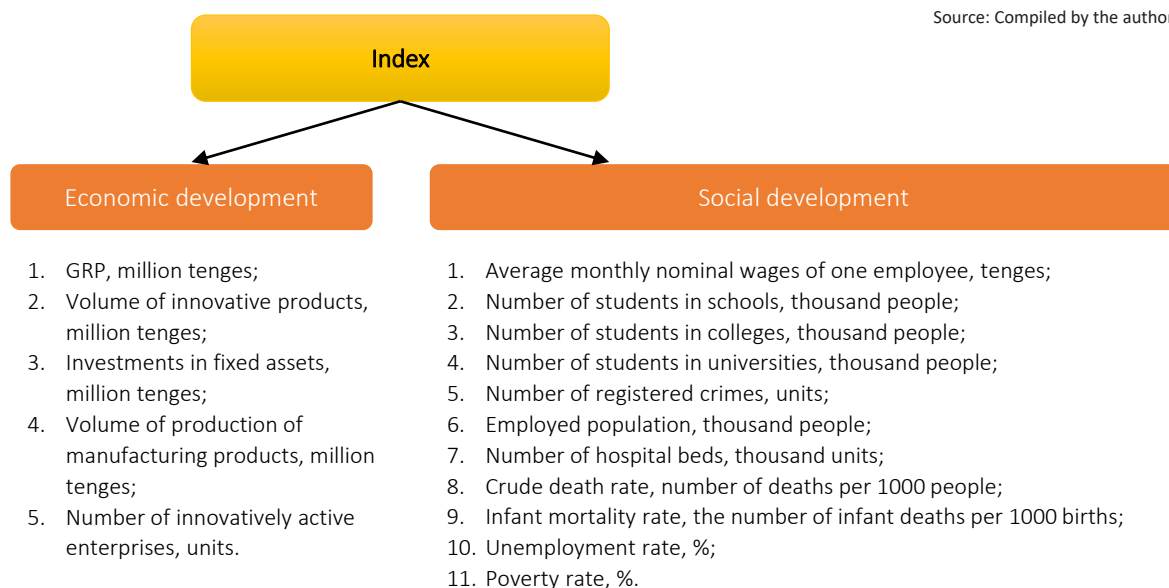 Source: Compiled by the author
Index
Economic development
1. GRP, million tenges;
2. Volume of innovative products,
million tenges;
3. Investments in fixed assets,
million tenges;
4. Volume of production of
manufacturing products, million
tenges;
5. Number of innovatively active
enterprises, units.
Social development
1. Average monthly nominal wages of one employee, tenges;
2. Number of students in schools, thousand people;
3. Number of students in colleges, thousand people;
4. Number of students in universities, thousand people;
5. Number of registered crimes, units;
6. Employed population, thousand people;
7. Number of hospital beds, thousand units;
8. Crude death rate, number of deaths per 1000 people;
9. Infant mortality rate, the number of infant deaths per 1000 births;
10. Unemployment rate, %;
11. Poverty rate, %.